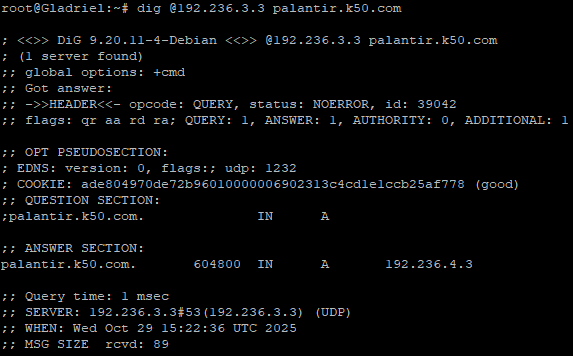 root@Gladriel:~# dig @192.236.3.3 palantir.k50.com
; <<>> DiG 9.20.11-4-Debian <<>> @192.236.3.3 palantir.k50.com
; (1 server found)
;; global options: +cmd
;; Got answer:
;; ->>HEADER<<- opcode: QUERY, status: NOERROR, id: 39042
;; flags: qr aa rd ra; QUERY: 1, ANSWER: 1, AUTHORITY: 0, ADDITIONAL: 1
;; OPT PSEUDOSECTION:
; EDNS: version: 0, flags:; udp: 1232
; COOKIE: ade804970de72b96010000006902313c4cd1e1ccb25af778 (good)
;; QUESTION SECTION:
;palantir.k50.com. IN A
;; ANSWER SECTION:
palantir.k50.com. 604800 IN A 192.236.4.3
;; Query time: 1 msec
;; SERVER: 192.236.3.3#53(192.236.3.3) (UDP)
;; WHEN: Wed Oct 29 15:22:36 UTC 2025
;; MSG SIZE rcvd: 89